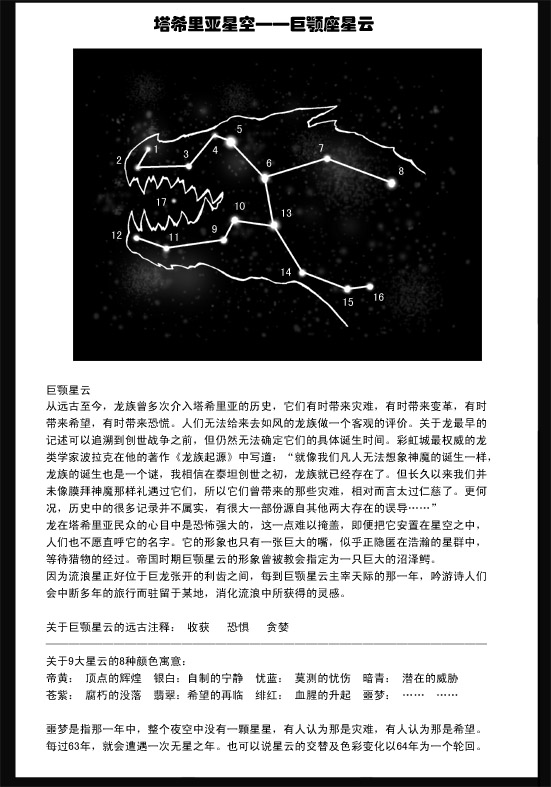 塔希里亚星空——巨颚座星云
1
2
3
4
5
6
7
8
17
10
9
13
12
11
14
15
16
巨颚星云
从远古至今，龙族曾多次介入塔希里亚的历史，它们有时带来灾难，有时带来变革，有时
带来希望，有时带来恐慌。人们无法给来去如风的龙族做一个客观的评价。关于龙最早的
记述可以追溯到创世战争之前，但仍然无法确定它们的具体诞生时间。彩虹城最权威的龙
类学家波拉克在他的著作《龙族起源》中写道：“就像我们凡人无法想象神魔的诞生一样，
龙族的诞生也是一个谜，我相信在泰坦创世之初，龙族就已经存在了。但长久以来我们并
未像膜拜神魔那样礼遇过它们，所以它们曾带来的那些灾难，相对而言太过仁慈了。更何
况，历史中的很多记录并不属实，有很大一部份源自其他两大存在的误导……”
龙在塔希里亚民众的心目中是恐怖强大的，这一点难以掩盖，即便把它安置在星空之中，
人们也不愿直呼它的名字。它的形象也只有一张巨大的嘴，似乎正隐匿在浩瀚的星群中，
等待猎物的经过。帝国时期巨颚星云的形象曾被教会指定为一只巨大的沼泽鳄。
因为流浪星正好位于巨龙张开的利齿之间，每到巨颚星云主宰天际的那一年，吟游诗人们
会中断多年的旅行而驻留于某地，消化流浪中所获得的灵感。
关于巨颚星云的远古注释： 收获 恐惧 贪婪
关于9大星云的8种颜色寓意：
帝黄： 顶点的辉煌 银白：自制的宁静 忧蓝： 莫测的忧伤 暗青： 潜在的威胁
苍紫： 腐朽的没落 翡翠：希望的再临 绯红： 血腥的升起 噩梦： …… ……
噩梦是指那一年中，整个夜空中没有一颗星星，有人认为那是灾难，有人认为那是希望。
每过63年，就会遭遇一次无星之年。也可以说星云的交替及色彩变化以64年为一个轮回。